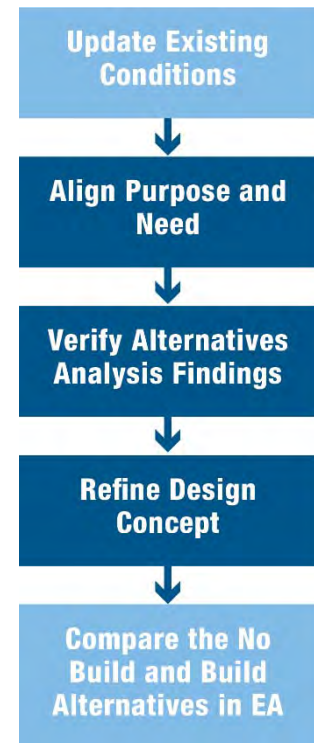 Update Existing
Conditions
Align Purpose and
Need
Verify Alternatives
Analysis Findings
Refine Design
Concept
Compare the No
Build and Build
Alternatives in EA